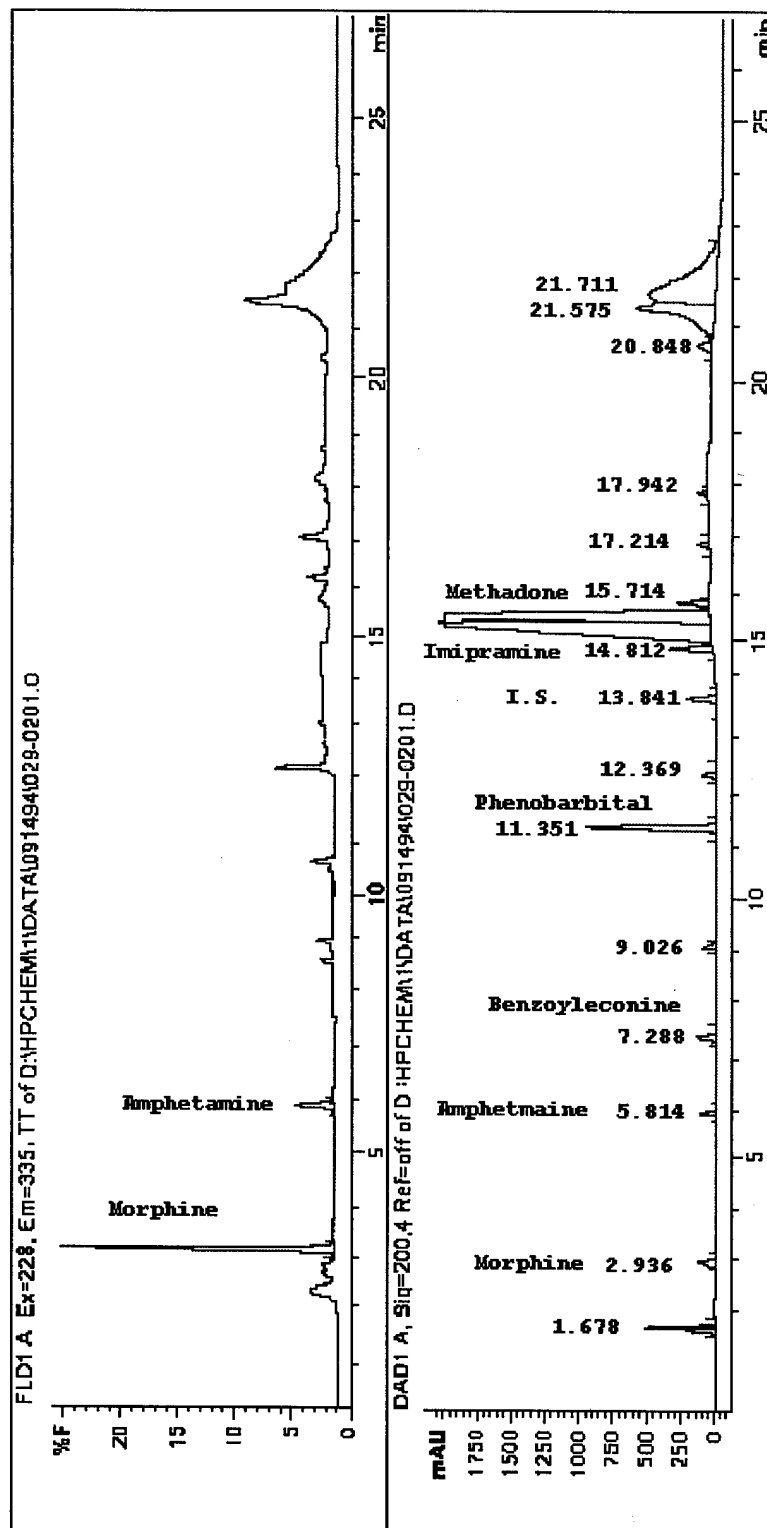 FLD1 A Ex=228, Em=335, TT of D:\HPCHEM\1\DATA\091494\029-0201.D
%F
20
15
10
5
0
Morphine
Amphetamine
5
10
15
20
25
min
DAD1 A, Sig=200,4 Ref=off of D:\HPCHEM\1\DATA\091494\029-0201.D
mAU
1750
1500
1250
1000
750
500
250
0
1.678
Morphine 2.936
Amphetmaine 5.814
Benzoyleconine
7.288
9.026
Phenobarbital
11.351
12.369
I.S. 13.841
Imipramine 14.812
Methadone 15.714
17.214
17.942
20.848
21.575
21.711
5
10
15
20
25
min